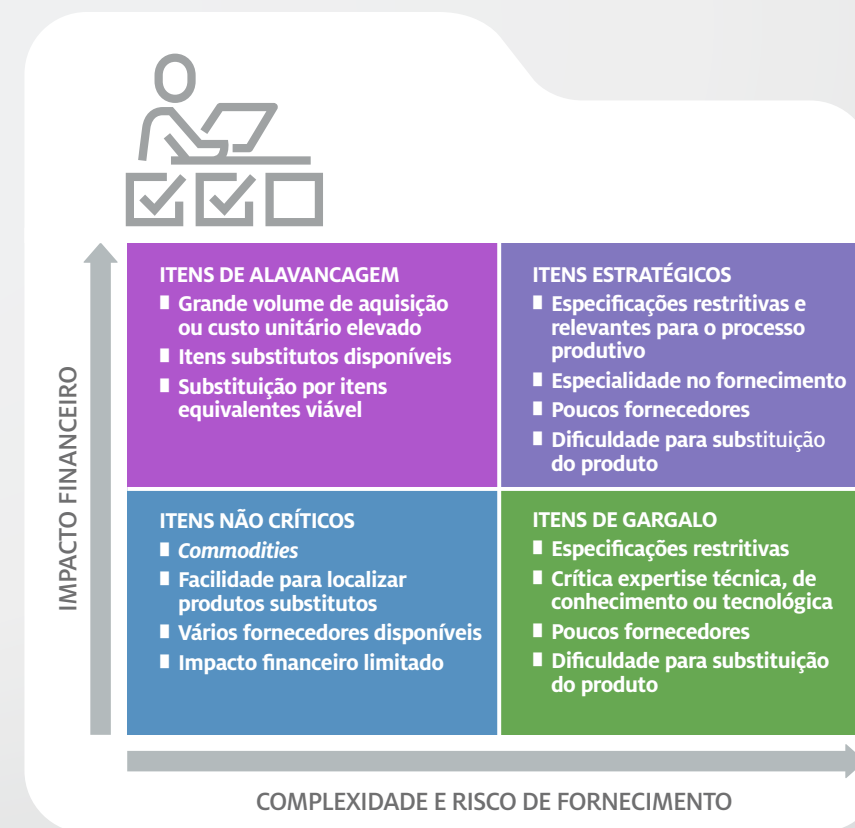 ITENS DE ALAVANCAGEM
Grande volume de aquisição
ou custo unitário elevado
Itens substitutos disponíveis
Substituição por itens
equivalentes viável
ITENS ESTRATÉGICOS
Especificações restritivas e
relevantes para o processo
produtivo
Especialidade no fornecimento
Poucos fornecedores
Dificuldade para substituição
do produto
IMPACTO FINANCEIRO
ITENS NÃO CRÍTICOS
Commodities
Facilidade para localizar
produtos substitutos
Vários fornecedores disponíveis
Impacto financeiro limitado
ITENS DE GARGALO
Especificações restritivas
Crítica expertise técnica, de
conhecimento ou tecnológica
Poucos fornecedores
Dificuldade para substituição
do produto
COMPLEXIDADE E RISCO DE FORNECIMENTO